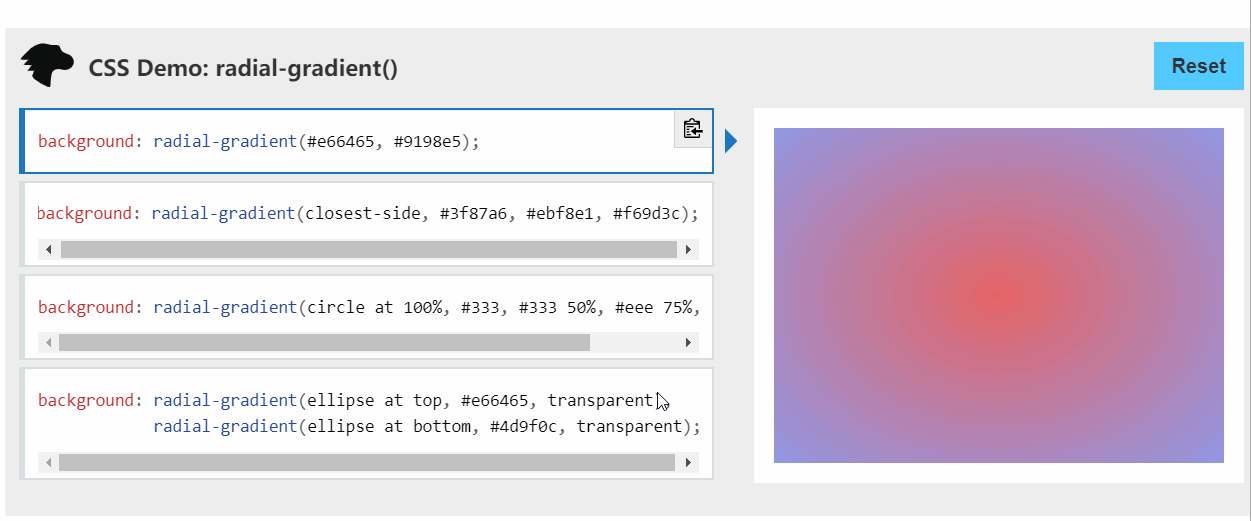 CSS Demo: radial-gradient()
Reset
background: radial-gradient(#e66465, #9198e5);
background: radial-gradient(closest-side, #3f87a6, #ebf8e1, #f69d3c);
background: radial-gradient(circle at 100%, #333, #333 50%, #eee 75%,
background: radial-gradient(ellipse at top, #e66465, transparent)
radial-gradient(ellipse at bottom, #4d9f0c, transparent);